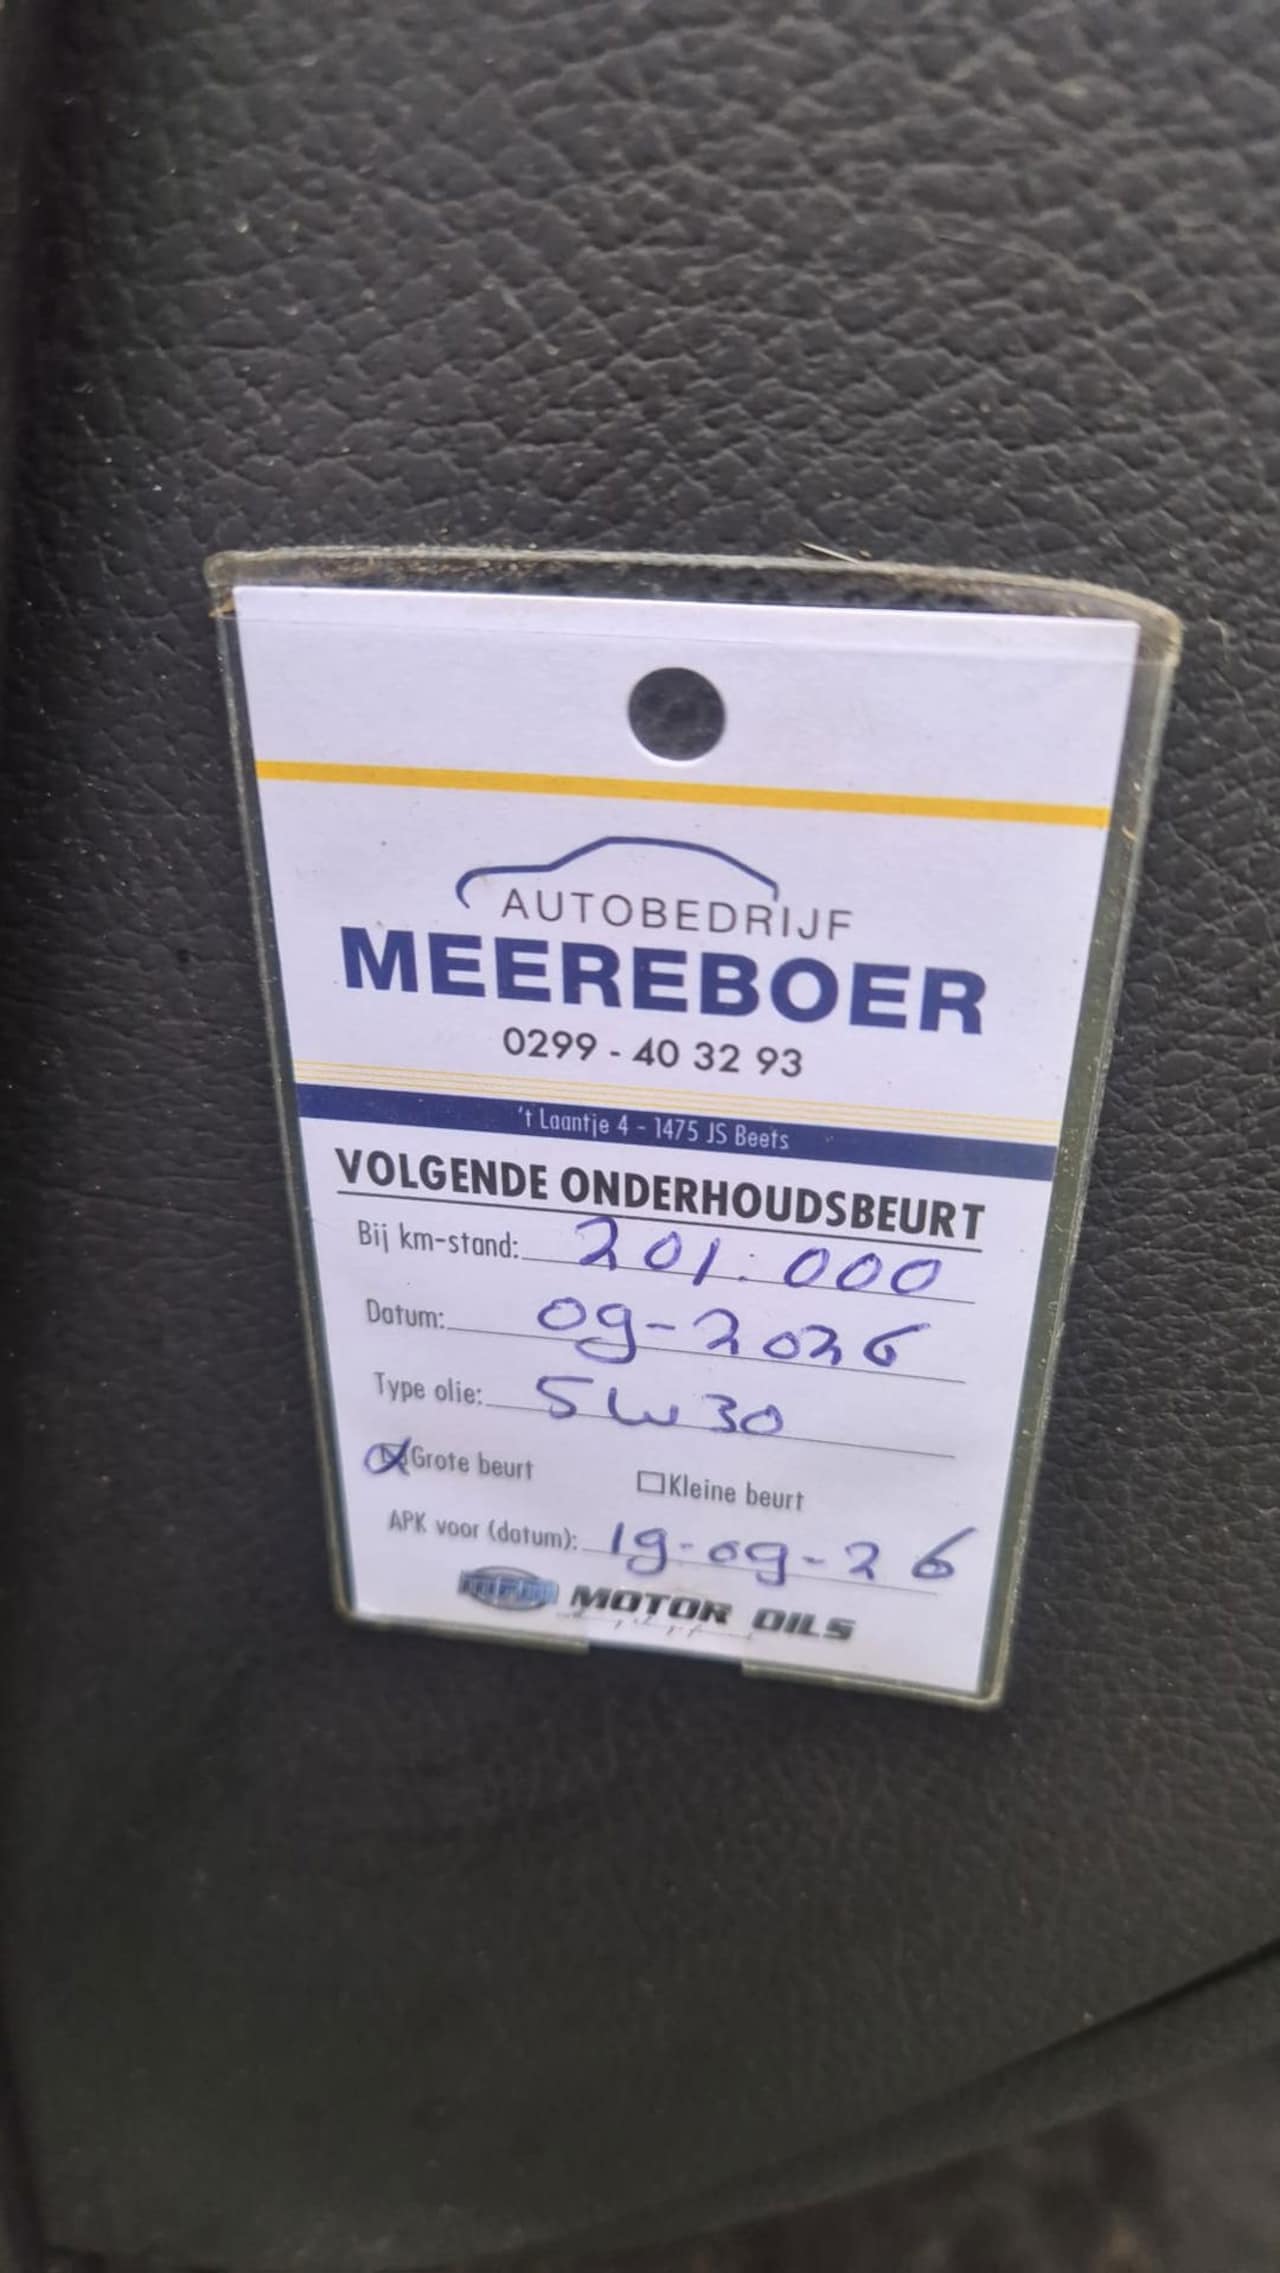 AUTOBEDRIJF
MEEREBOER
0299 - 40 32 93
't Laantje 4 - 1475 JS Beets
VOLGENDE ONDERHOUDSBEURT
Bij km-stand: 201.000
Datum: 09-2026
Type olie: 5w30
Grote beurt Kleine beurt
APK voor (datum): 19-09-26
MPM MOTOR OILS